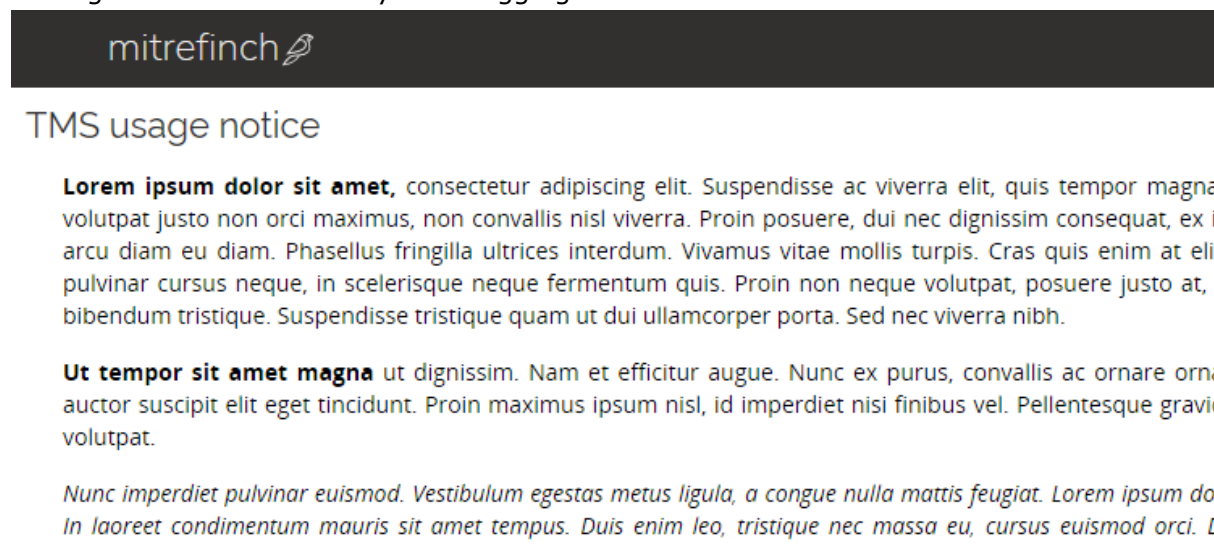 mitrefinch
TMS usage notice
Lorem ipsum dolor sit amet, consectetur adipiscing elit. Suspendisse ac viverra elit, quis tempor magna
volutpat justo non orci maximus, non convallis nisl viverra. Proin posuere, dui nec dignissim consequat, ex
arcu diam eu diam. Phasellus fringilla ultrices interdum. Vivamus vitae mollis turpis. Cras quis enim at
pulvinar cursus neque, in scelerisque neque fermentum quis. Proin non neque volutpat, posuere justo at,
bibendum tristique. Suspendisse tristique quam ut dui ullamcorper porta. Sed nec viverra nibh.
Ut tempor sit amet magna ut dignissim. Nam et efficitur augue. Nunc ex purus, convallis ac ornare
auctor suscipit elit eget tincidunt. Proin maximus ipsum nisl, id imperdiet nisi finibus vel. Pellentesque
volutpat.
Nunc imperdiet pulvinar euismod. Vestibulum egestas metus ligula, a congue nulla mattis feugiat. Lorem ipsum
In laoreet condimentum mauris sit amet tempus. Duis enim leo, tristique nec massa eu, cursus euismod orci.